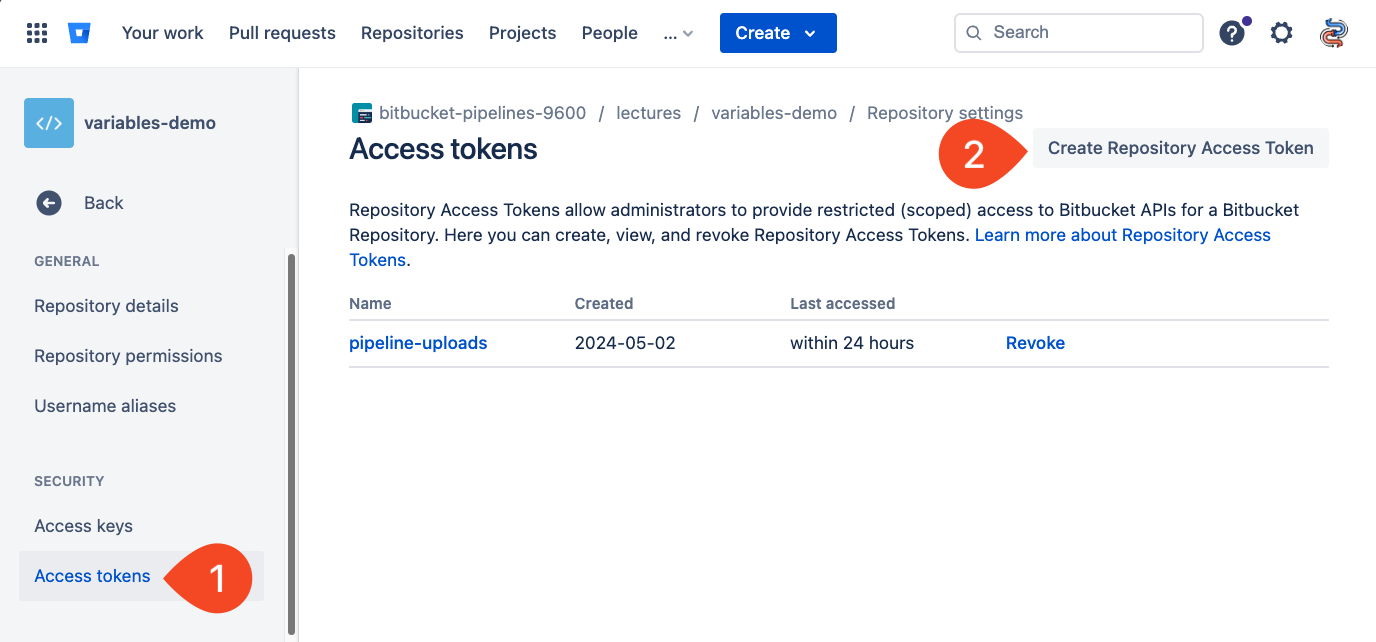 Your work Pull requests Repositories Projects People ... Create Search
</> variables-demo
Back
GENERAL
Repository details
Repository permissions
Username aliases
SECURITY
Access keys
Access tokens 1
bitbucket-pipelines-9600 / lectures / variables-demo / Repository settings
Access tokens
2 Create Repository Access Token
Repository Access Tokens allow administrators to provide restricted (scoped) access to Bitbucket APIs for a Bitbucket
Repository. Here you can create, view, and revoke Repository Access Tokens. Learn more about Repository Access
Tokens.
Name Created Last accessed
pipeline-uploads 2024-05-02 within 24 hours Revoke